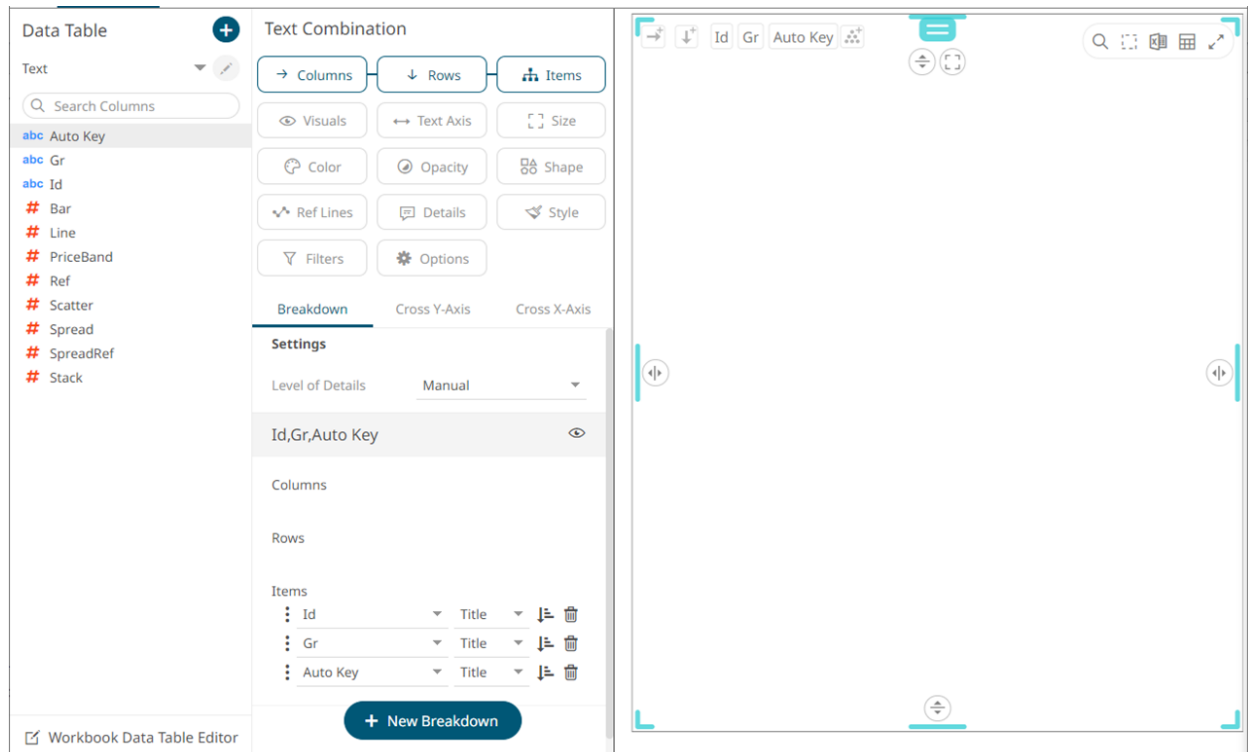 Data Table
Text
Search Columns
abc Auto Key
abc Gr
abc Id
# Bar
# Line
# PriceBand
# Ref
# Scatter
# Spread
# SpreadRef
# Stack
Workbook Data Table Editor
Text Combination
Columns Rows Items
Visuals Text Axis Size
Color Opacity Shape
Ref Lines Details Style
Filters Options
Breakdown Cross Y-Axis Cross X-Axis
Settings
Level of Details Manual
Id,Gr,Auto Key
Columns
Rows
Items
Id Title
Gr Title
Auto Key Title
+ New Breakdown
Id Gr Auto Key